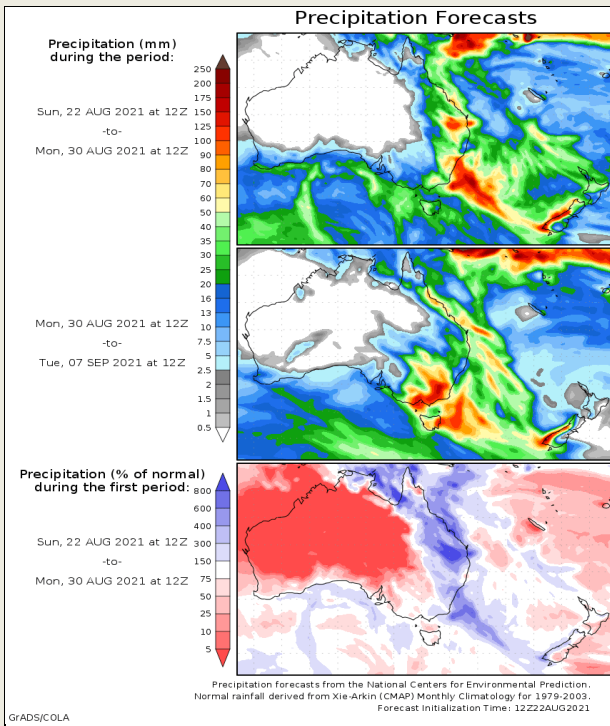 Precipitation Forecasts
Precipitation (mm)
during the period:
Sun, 22 AUG 2021 at 12Z
-to-
Mon, 30 AUG 2021 at 12Z
250
200
175
150
125
100
90
80
70
60
50
40
35
30
25
20
16
13
10
7.5
5
2.5
2
1.5
1
0.5
Mon, 30 AUG 2021 at 12Z
-to-
Tue, 07 SEP 2021 at 12Z
Precipitation (% of normal)
during the first period:
Sun, 22 AUG 2021 at 12Z
-to-
Mon, 30 AUG 2021 at 12Z
800
600
400
300
150
75
50
25
10
5
Precipitation forecasts from the National Centers for Environmental Prediction.
Normal rainfall derived from Xie-Arkin (CMAP) Monthly Climatology for 1979-2003.
Forecast Initialization Time: 12Z22AUG2021
GrADS/COLA